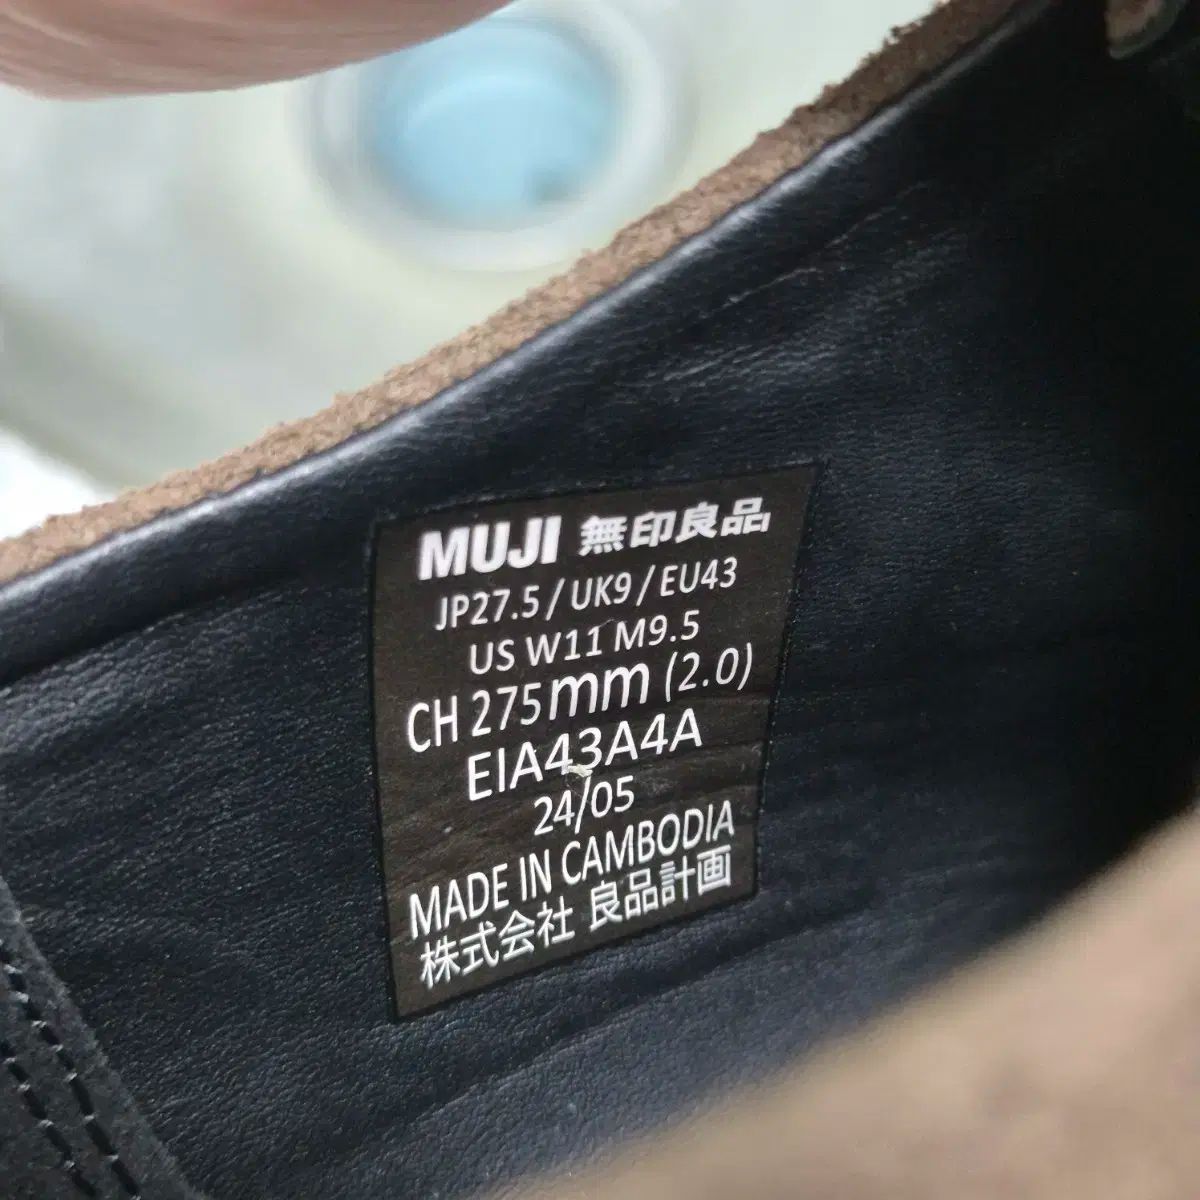 MUJI 無印良品
JP27.5/UK9/EU43
US W11 M9.5
CH 275mm (2.0)
EIA43A4A
24/05
MADE IN CAMBODIA
株式会社 良品計画